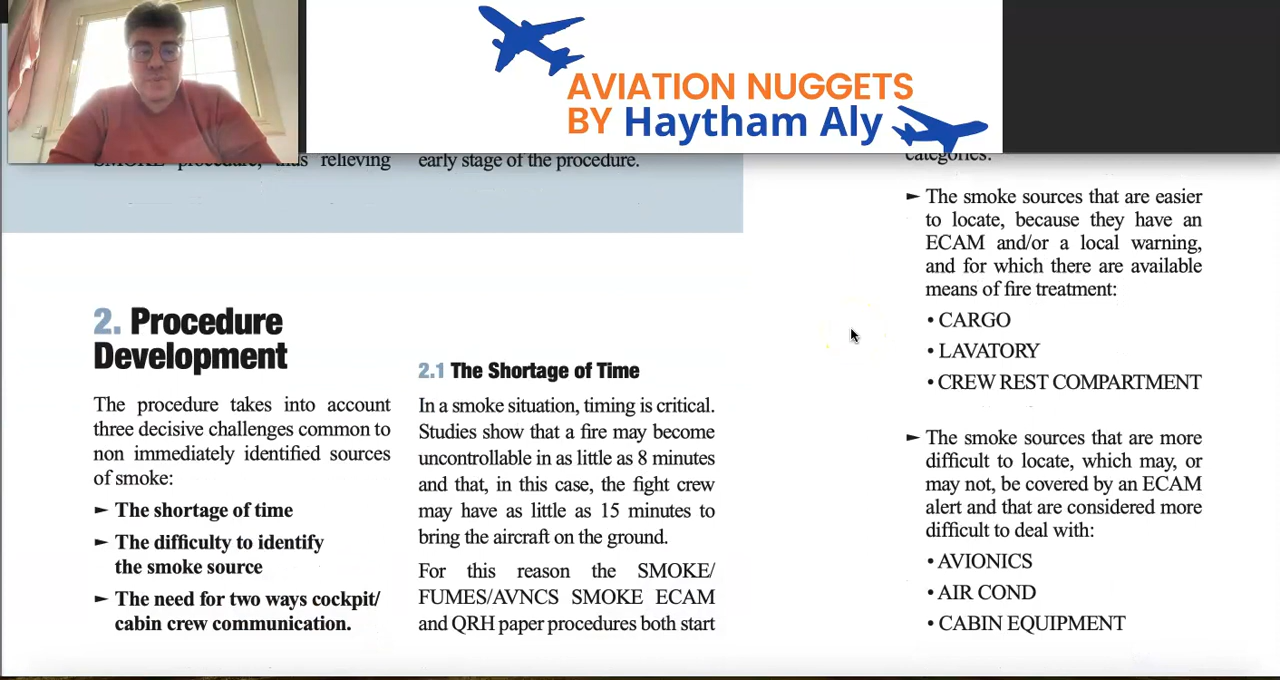 AVIATION NUGGETS
BY Haytham Aly
SMOKE procedure, thus relieving
early stage of the procedure.
2. Procedure
Development
The procedure takes into account
three decisive challenges common to
non immediately identified sources
of smoke:
► The shortage of time
► The difficulty to identify
the smoke source
► The need for two ways cockpit/
cabin crew communication.
2.1 The Shortage of Time
In a smoke situation, timing is critical.
Studies show that a fire may become
uncontrollable in as little as 8 minutes
and that, in this case, the fight crew
may have as little as 15 minutes to
bring the aircraft on the ground.
For this reason the SMOKE/
FUMES/AVNCS SMOKE ECAM
and QRH paper procedures both start
categories:
► The smoke sources that are easier
to locate, because they have an
ECAM and/or a local warning,
and for which there are available
means of fire treatment:
• CARGO
• LAVATORY
• CREW REST COMPARTMENT
► The smoke sources that are more
difficult to locate, which may, or
may not, be covered by an ECAM
alert and that are considered more
difficult to deal with:
• AVIONICS
• AIR COND
• CABIN EQUIPMENT